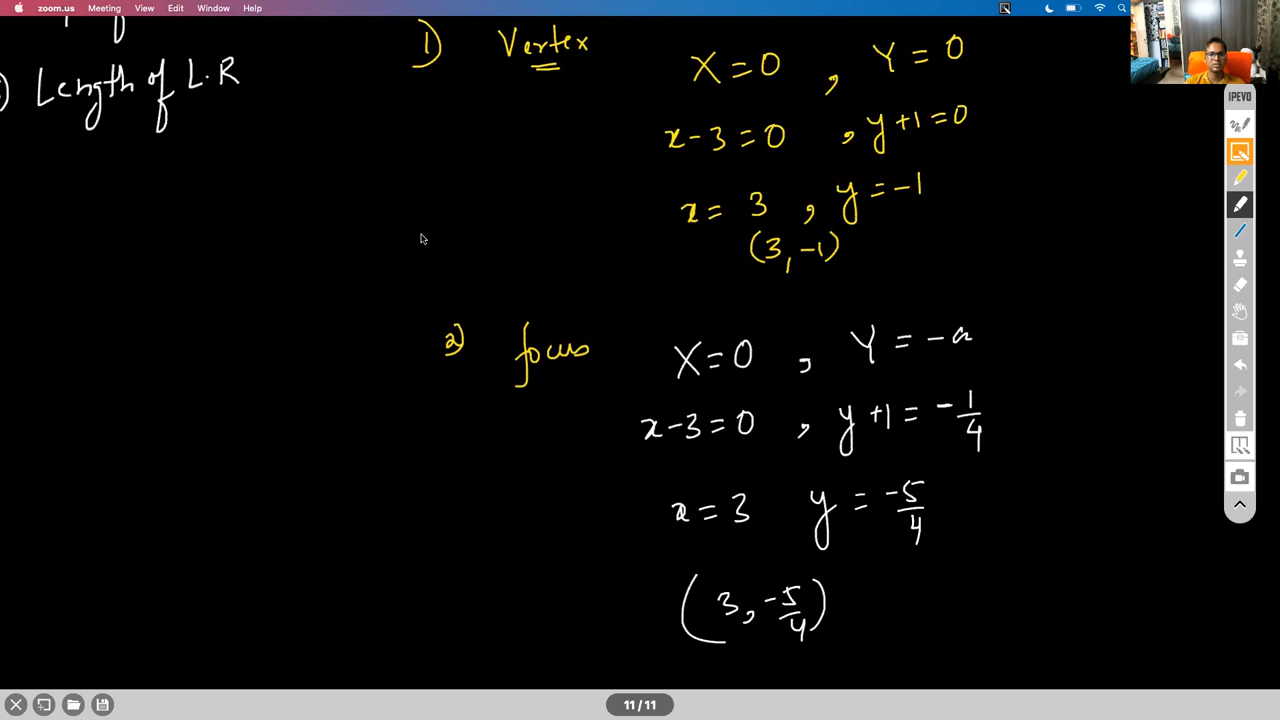 zoom.us Meeting View Edit Window Help
) Length of L.R
1) Vertex
X=0 , Y=0
x-3=0 , y+1=0
x= 3 , y=-1
(3,-1)
2) focus X=0 , Y=-a
x-3=0 , y+1=-1/4
x=3 y=-5/4
(3,-5/4)
IPEVO
11/11